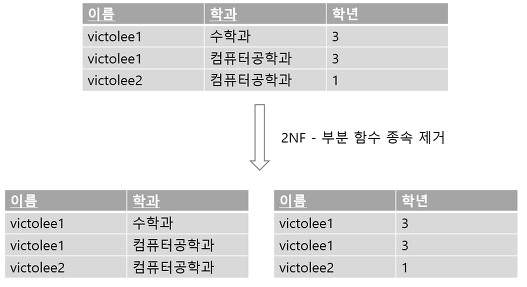 이름 학과 학년
victolee1 수학과 3
victolee1 컴퓨터공학과 3
victolee2 컴퓨터공학과 1
2NF - 부분 함수 종속 제거
이름 학과
victolee1 수학과
victolee1 컴퓨터공학과
victolee2 컴퓨터공학과
이름 학년
victolee1 3
victolee1 3
victolee2 1